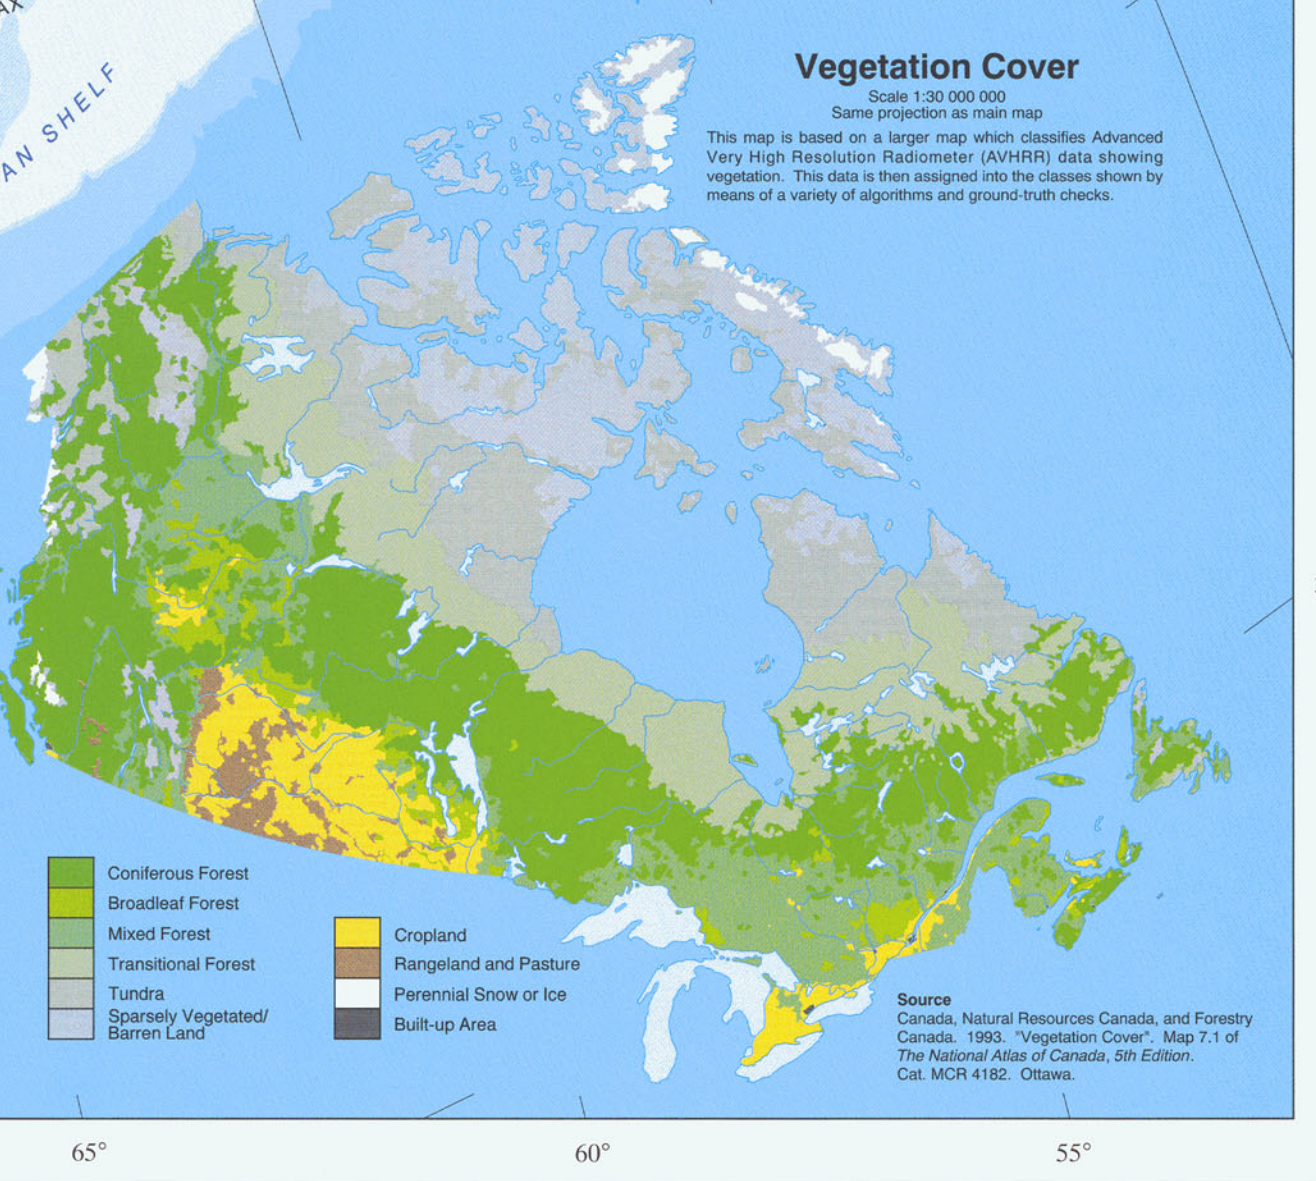 AX
AN SHELF
Vegetation Cover
Scale 1:30 000 000
Same projection as main map
This map is based on a larger map which classifies Advanced
Very High Resolution Radiometer (AVHRR) data showing
vegetation. This data is then assigned into the classes shown by
means of a variety of algorithms and ground-truth checks.
Coniferous Forest
Broadleaf Forest
Mixed Forest
Transitional Forest
Tundra
Sparsely Vegetated/
Barren Land
Cropland
Rangeland and Pasture
Perennial Snow or Ice
Built-up Area
Source
Canada, Natural Resources Canada, and Forestry
Canada. 1993. "Vegetation Cover". Map 7.1 of
The National Atlas of Canada, 5th Edition.
Cat. MCR 4182. Ottawa.
65°
60°
55°